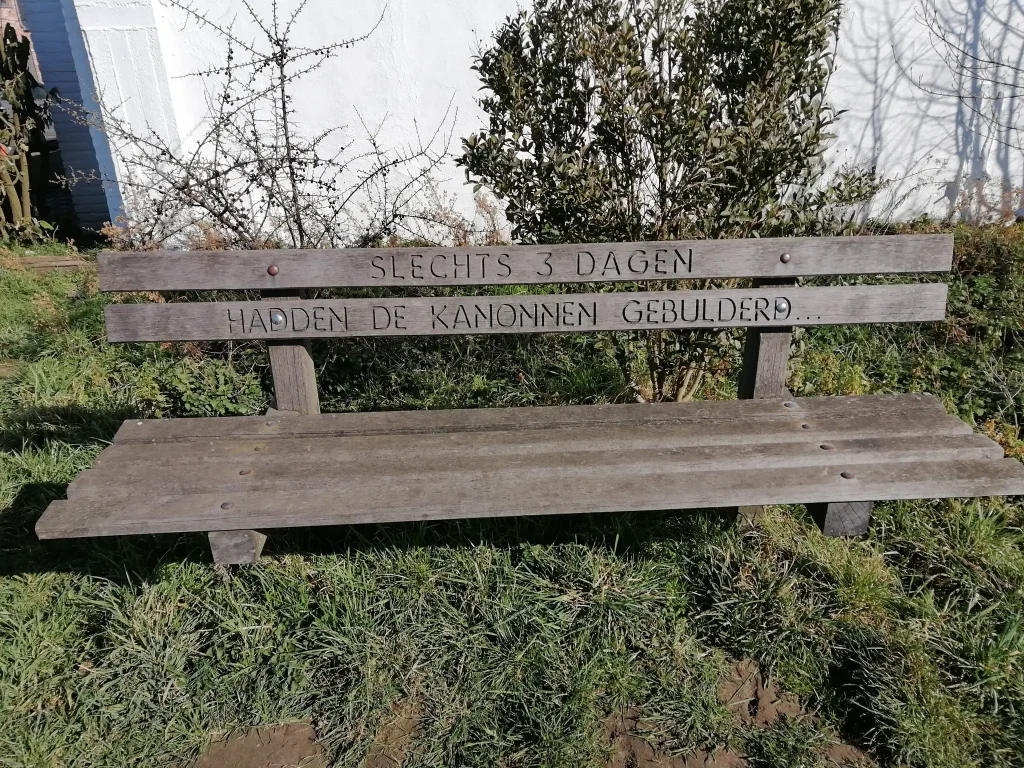 SLECHTS 3 DAGEN
HADDEN DE KANONNEN GEBULDERD...